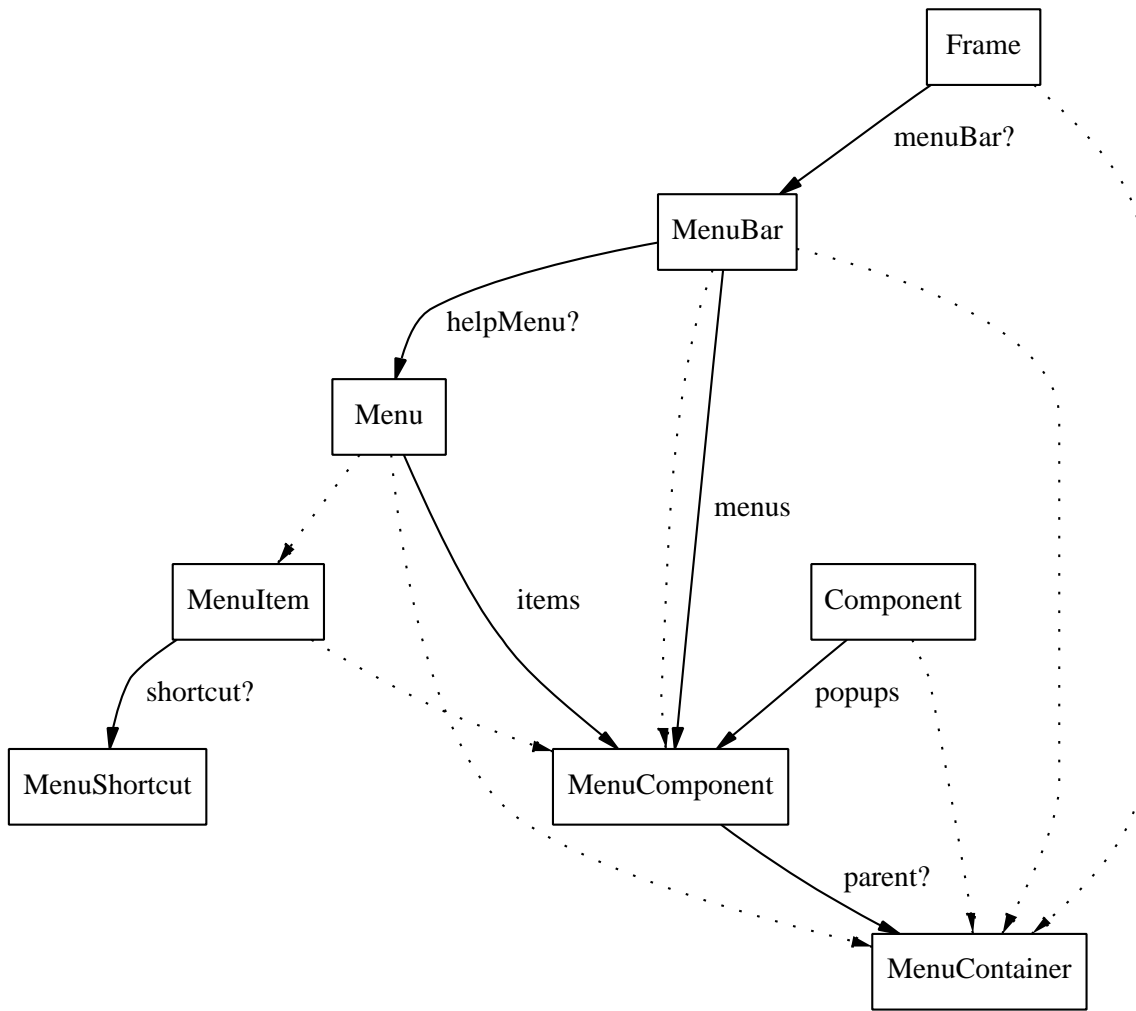 Frame
menuBar?
MenuBar
helpMenu?
Menu
menus
MenuItem
items
Component
shortcut?
popups
MenuShortcut
MenuComponent
parent?
MenuContainer